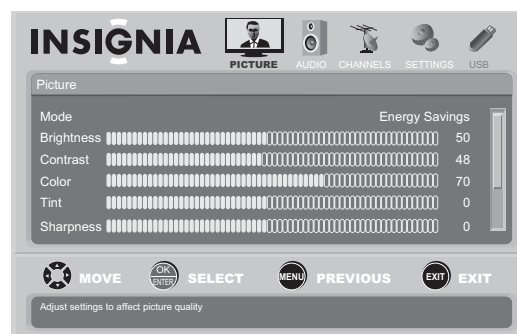 INSIGNIA
PICTURE AUDIO CHANNELS SETTINGS USB
Picture
Mode Energy Savings
Brightness 50
Contrast 48
Color 70
Tint 0
Sharpness 0
MOVE OK ENTER SELECT MENU PREVIOUS EXIT EXIT
Adjust settings to affect picture quality